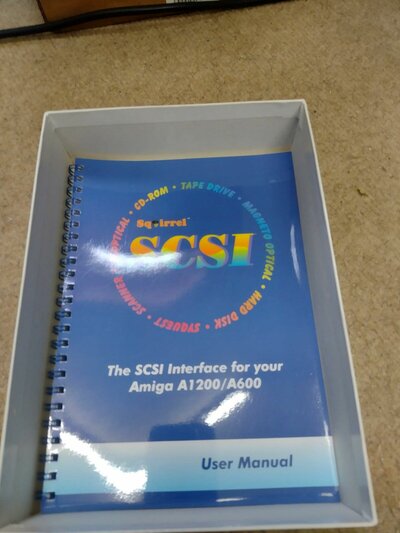 CD-ROM • TAPE DRIVE • MAGNETO OPTICAL • HARD DISK • SYQUEST • SCANNER • OPTICAL •
Squirrel™
SCSI
The SCSI Interface for your
Amiga A1200/A600
User Manual